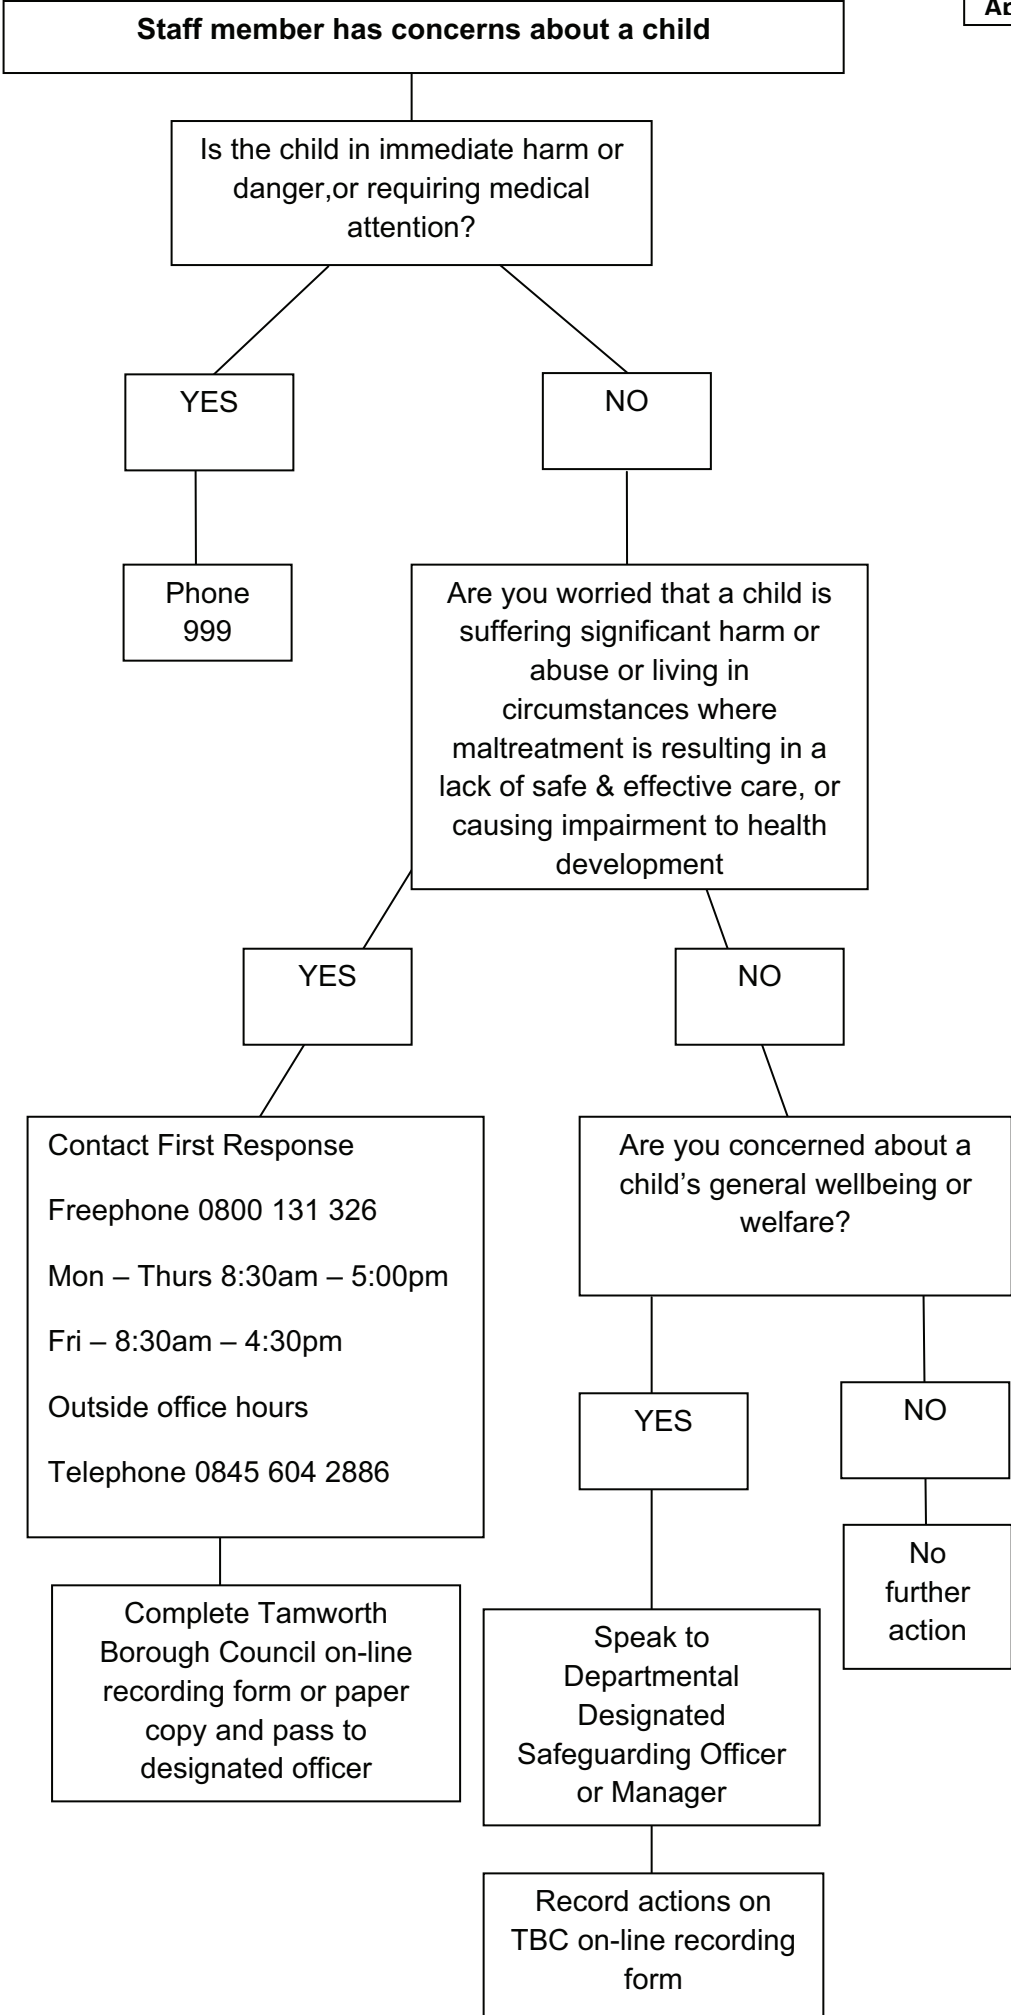 Staff member has concerns about a child
Is the child in immediate harm or
danger,or requiring medical
attention?
YES
NO
Phone
999
Are you worried that a child is
suffering significant harm or
abuse or living in
circumstances where
maltreatment is resulting in a
lack of safe & effective care, or
causing impairment to health
development
YES
NO
Contact First Response
Freephone 0800 131 326
Mon – Thurs 8:30am – 5:00pm
Fri – 8:30am – 4:30pm
Outside office hours
Telephone 0845 604 2886
Are you concerned about a
child’s general wellbeing or
welfare?
YES
NO
No
further
action
Complete Tamworth
Borough Council on-line
recording form or paper
copy and pass to
designated officer
Speak to
Departmental
Designated
Safeguarding Officer
or Manager
Record actions on
TBC on-line recording
form